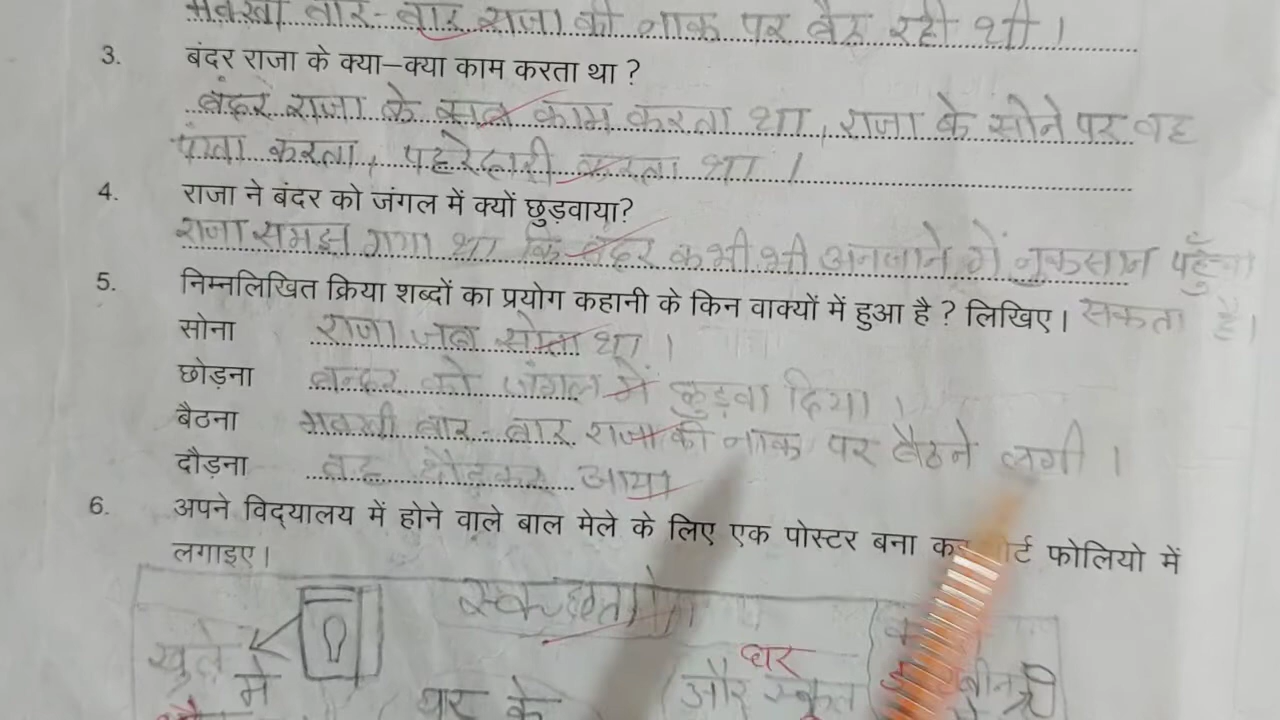 मक्खी बार-बार राजा की नाक पर बैठ रही थी।
3. बंदर राजा के क्या–क्या काम करता था ?
बंदर राजा के सब काम करता था, राजा के सोने पर वह
पंखा करता, पहरेदारी करता था ।
4. राजा ने बंदर को जंगल में क्यों छुड़वाया?
राजा समझ गया था कि बंदर कभी भी अनजाने में नुकसान पहुँचा
सकता है।
5. निम्नलिखित क्रिया शब्दों का प्रयोग कहानी के किन वाक्यों में हुआ है ? लिखिए।
सोना राजा जब सोता था ।
छोड़ना बन्दर को जंगल में छुड़वा दिया ।
बैठना मक्खी बार-बार राजा की नाक पर बैठने लगी ।
दौड़ना वह दौड़कर आया
6. अपने विद्यालय में होने वाले बाल मेले के लिए एक पोस्टर बना कर फोलियो में
लगाइए।
खुले में
घर के
घर
और स्कूल